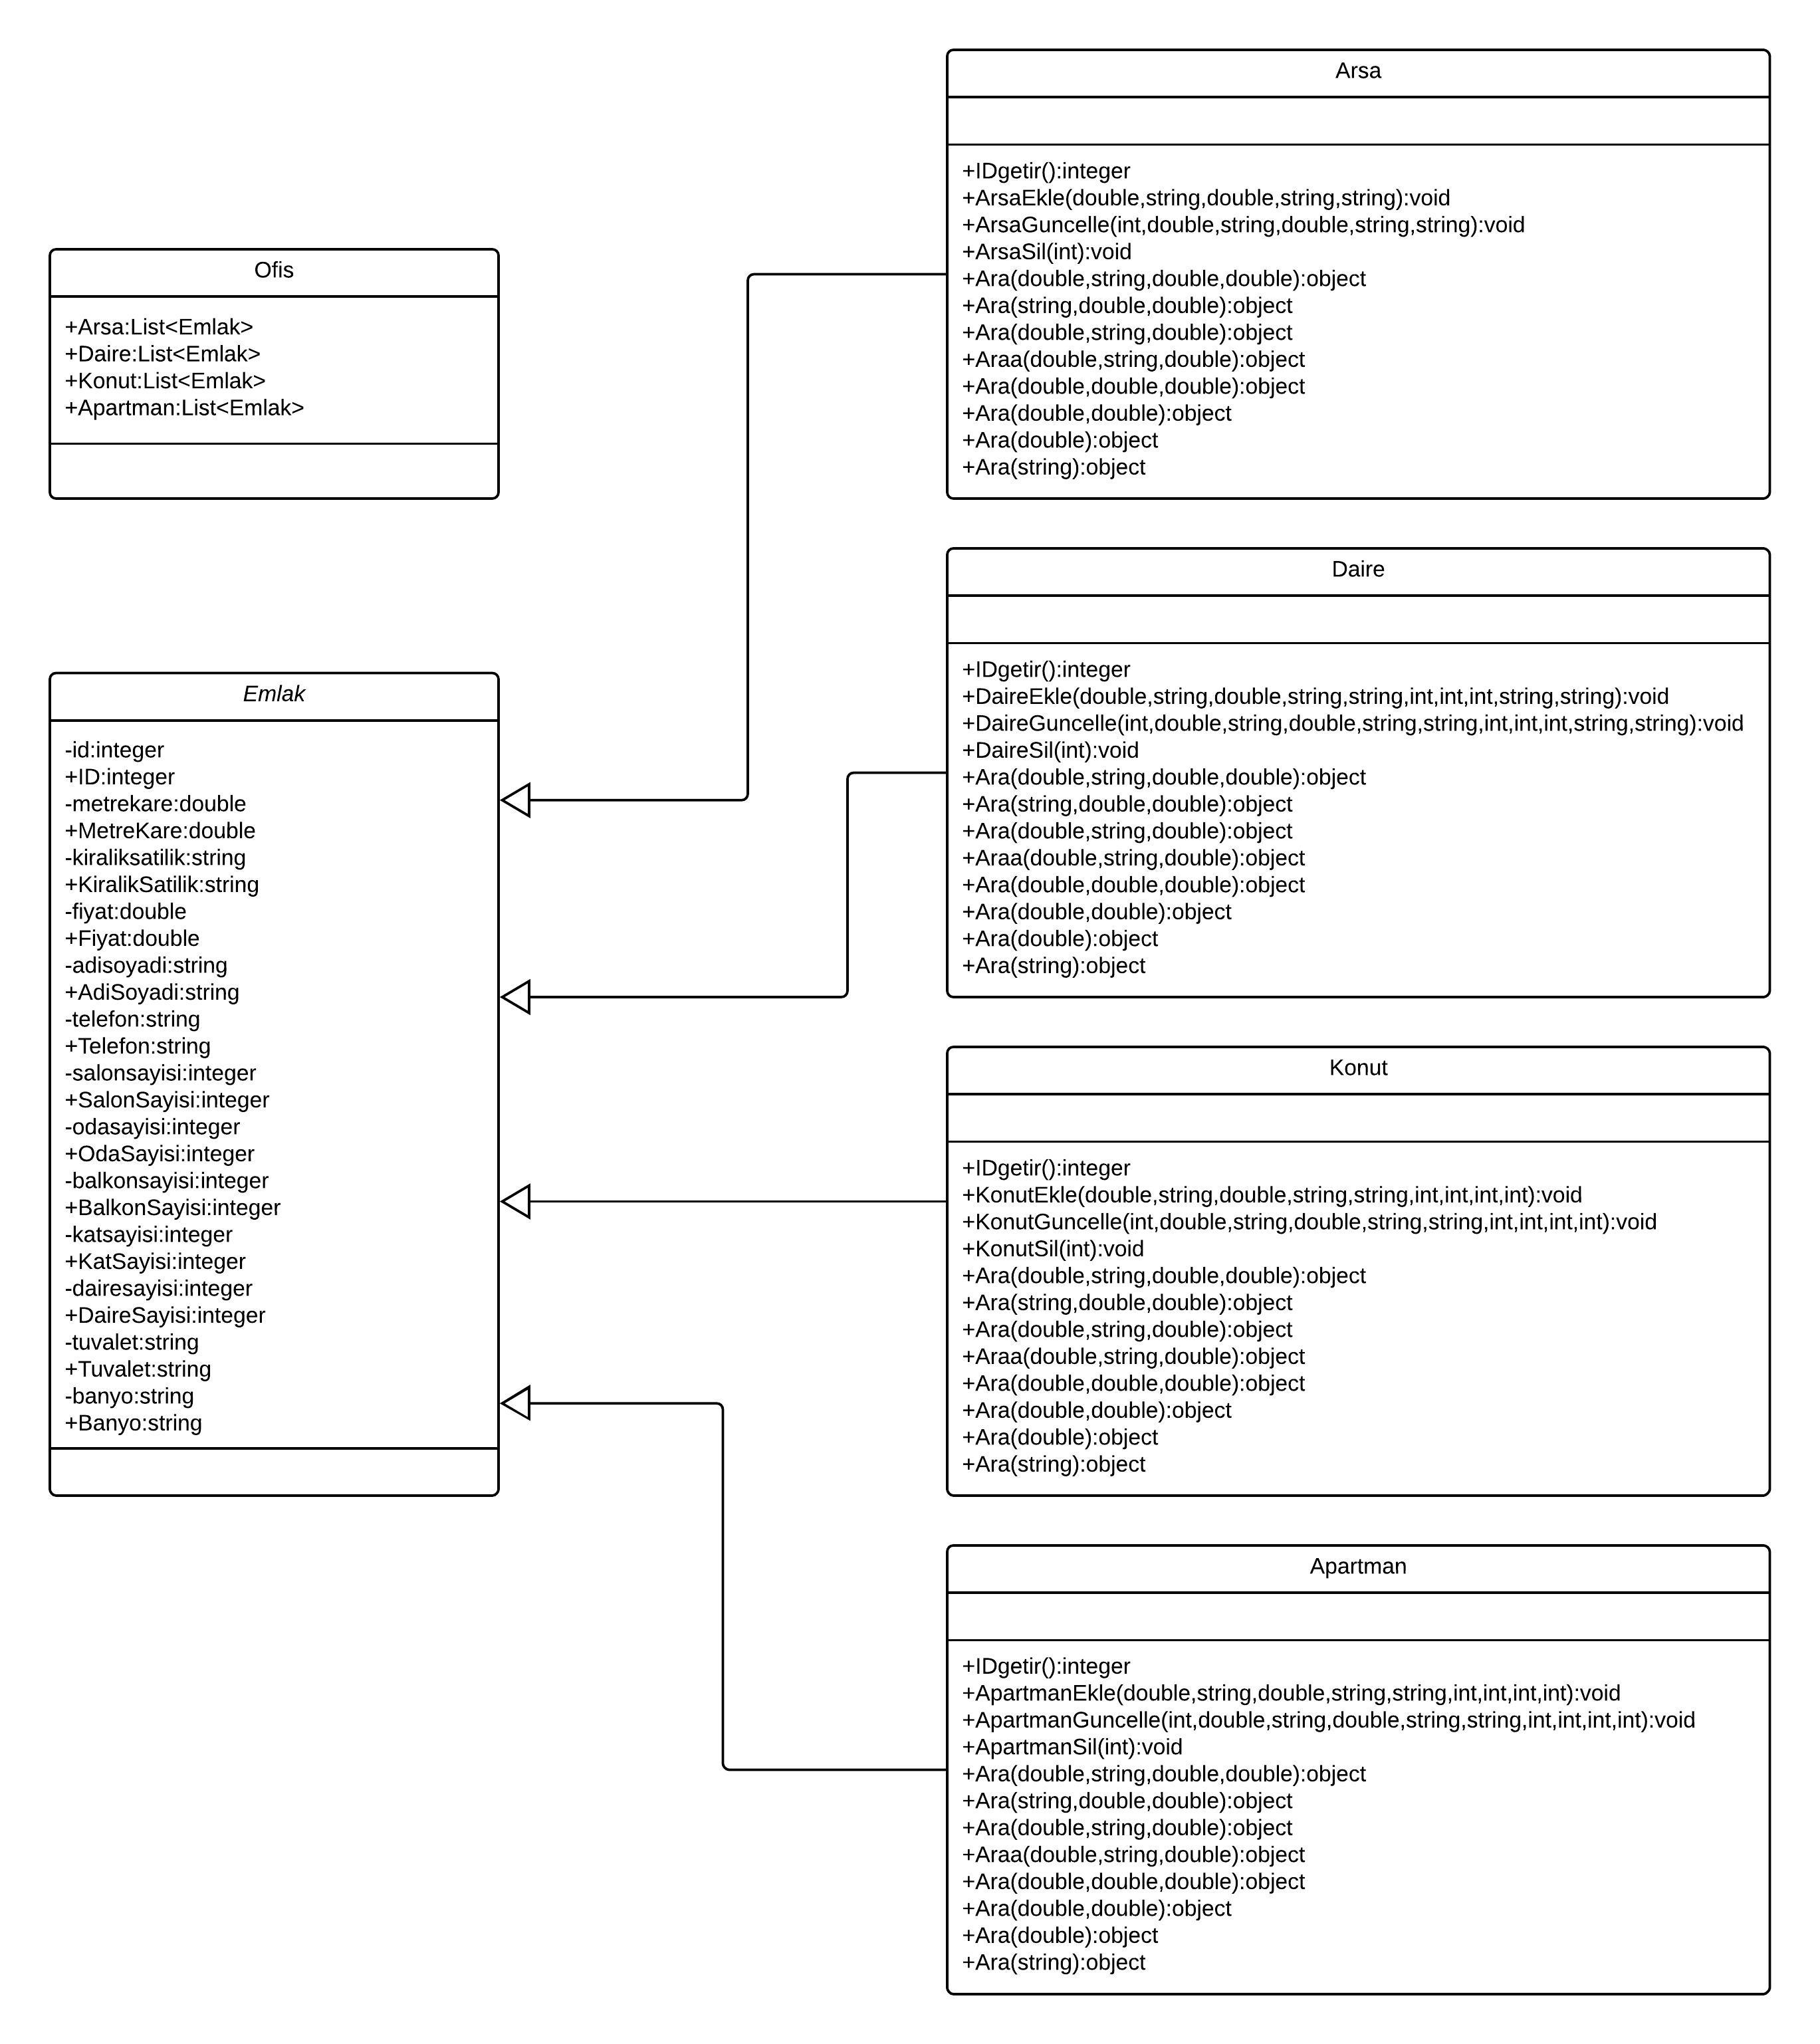 Ofis
+Arsa:List<Emlak>
+Daire:List<Emlak>
+Konut:List<Emlak>
+Apartman:List<Emlak>
Emlak
-id:integer
+ID:integer
-metrekare:double
+MetreKare:double
-kiraliksatilik:string
+KiralikSatilik:string
-fiyat:double
+Fiyat:double
-adisoyadi:string
+AdiSoyadi:string
-telefon:string
+Telefon:string
-salonsayisi:integer
+SalonSayisi:integer
-odasayisi:integer
+OdaSayisi:integer
-balkonsayisi:integer
+BalkonSayisi:integer
-katsayisi:integer
+KatSayisi:integer
-dairesayisi:integer
+DaireSayisi:integer
-tuvalet:string
+Tuvalet:string
-banyo:string
+Banyo:string
Arsa
+IDgetir():integer
+ArsaEkle(double,string,double,string,string):void
+ArsaGuncelle(int,double,string,double,string,string):void
+ArsaSil(int):void
+Ara(double,string,double,double):object
+Ara(string,double,double):object
+Ara(double,string,double):object
+Araa(double,string,double):object
+Ara(double,double,double):object
+Ara(double,double):object
+Ara(double):object
+Ara(string):object
Daire
+IDgetir():integer
+DaireEkle(double,string,double,string,string,int,int,int,string,string):void
+DaireGuncelle(int,double,string,double,string,string,int,int,int,string,string):void
+DaireSil(int):void
+Ara(double,string,double,double):object
+Ara(string,double,double):object
+Ara(double,string,double):object
+Araa(double,string,double):object
+Ara(double,double,double):object
+Ara(double,double):object
+Ara(double):object
+Ara(string):object
Konut
+IDgetir():integer
+KonutEkle(double,string,double,string,string,int,int,int,int):void
+KonutGuncelle(int,double,string,double,string,string,int,int,int,int):void
+KonutSil(int):void
+Ara(double,string,double,double):object
+Ara(string,double,double):object
+Ara(double,string,double):object
+Araa(double,string,double):object
+Ara(double,double,double):object
+Ara(double,double):object
+Ara(double):object
+Ara(string):object
Apartman
+IDgetir():integer
+ApartmanEkle(double,string,double,string,string,int,int,int,int):void
+ApartmanGuncelle(int,double,string,double,string,string,int,int,int,int):void
+ApartmanSil(int):void
+Ara(double,string,double,double):object
+Ara(string,double,double):object
+Ara(double,string,double):object
+Araa(double,string,double):object
+Ara(double,double,double):object
+Ara(double,double):object
+Ara(double):object
+Ara(string):object